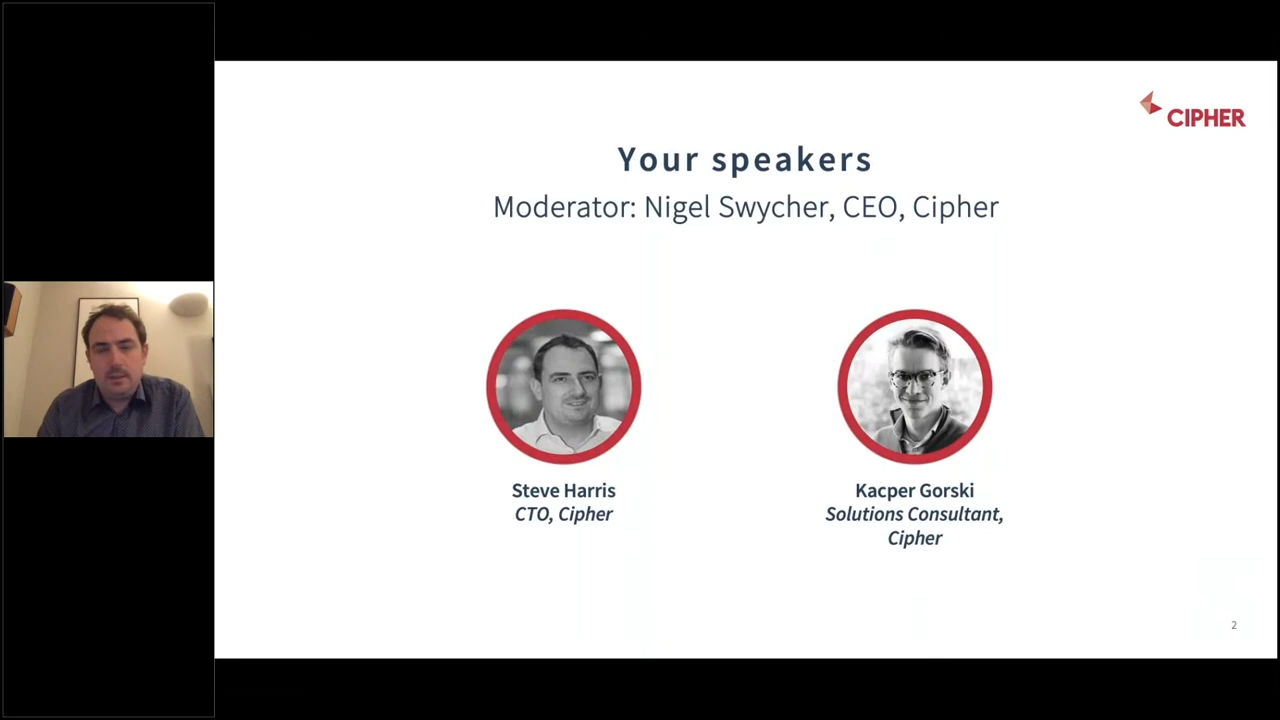 CIPHER
Your speakers
Moderator: Nigel Swycher, CEO, Cipher
Steve Harris
CTO, Cipher
Kacper Gorski
Solutions Consultant,
Cipher
2